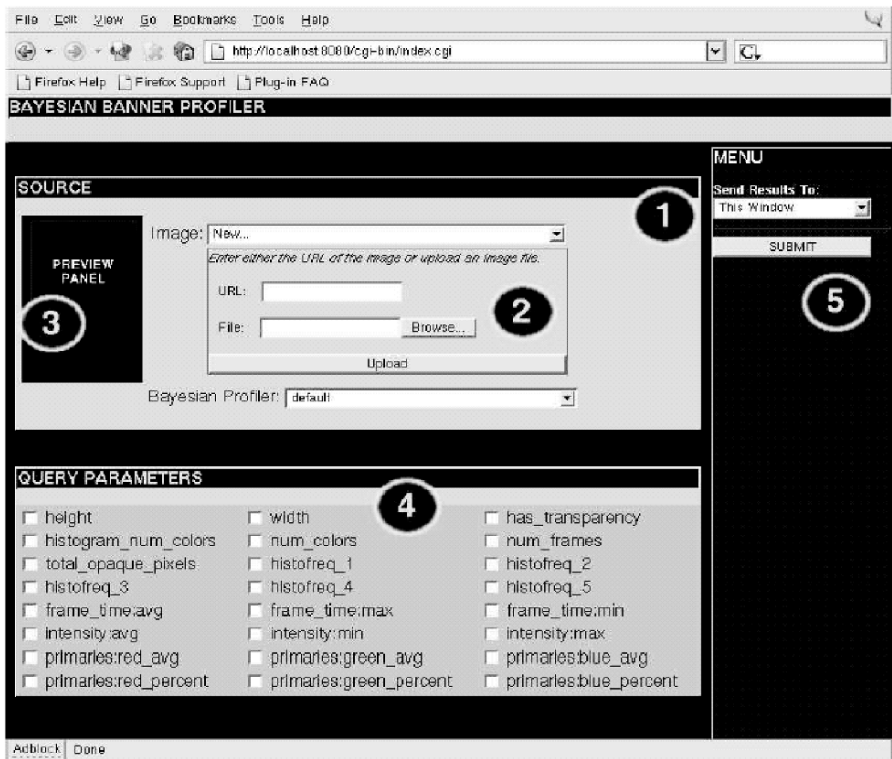 File Edit View Go Bookmarks Tools Help
http://localhost:8080/cgi-bin/index.cgi
G
Firefox Help Firefox Support Plug-in FAQ
BAYESIAN BANNER PROFILER
MENU
Send Results To:
This Window
SUBMIT
5
SOURCE
1
Image: New...
Enter either the URL of the image or upload an image file.
PREVIEW
PANEL
3
URL:
File: Browse...
2
Upload
Bayesian Profiler: default
QUERY PARAMETERS
4
height width has_transparency
histogram_num_colors num_colors num_frames
total_opaque_pixels histofreq_1 histofreq_2
histofreq_3 histofreq_4 histofreq_5
frame_time:avg frame_time:max frame_time:min
intensity:avg intensity:min intensity:max
primaries:red_avg primaries:green_avg primaries:blue_avg
primaries:red_percent primaries:green_percent primaries:blue_percent
Adblock Done